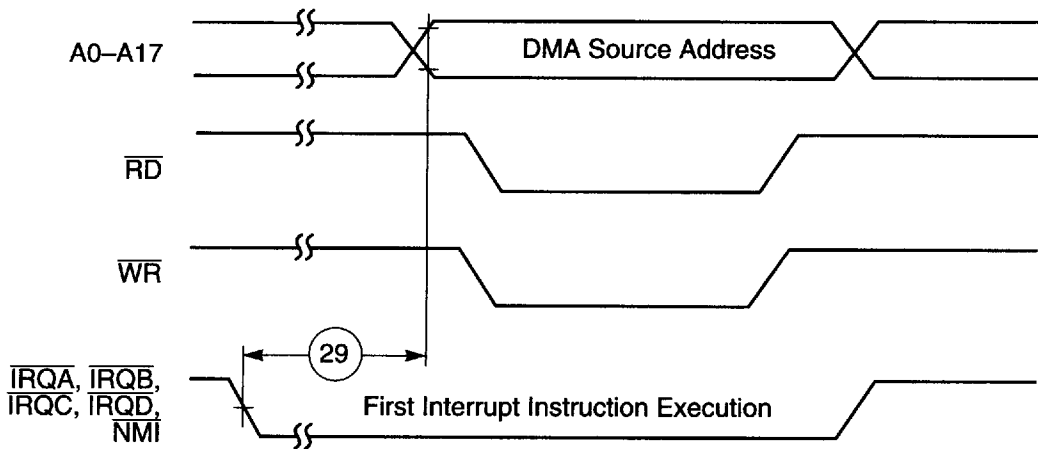 A0–A17
DMA Source Address
RD
WR
29
IRQA, IRQB,
IRQC, IRQD,
NMI
First Interrupt Instruction Execution